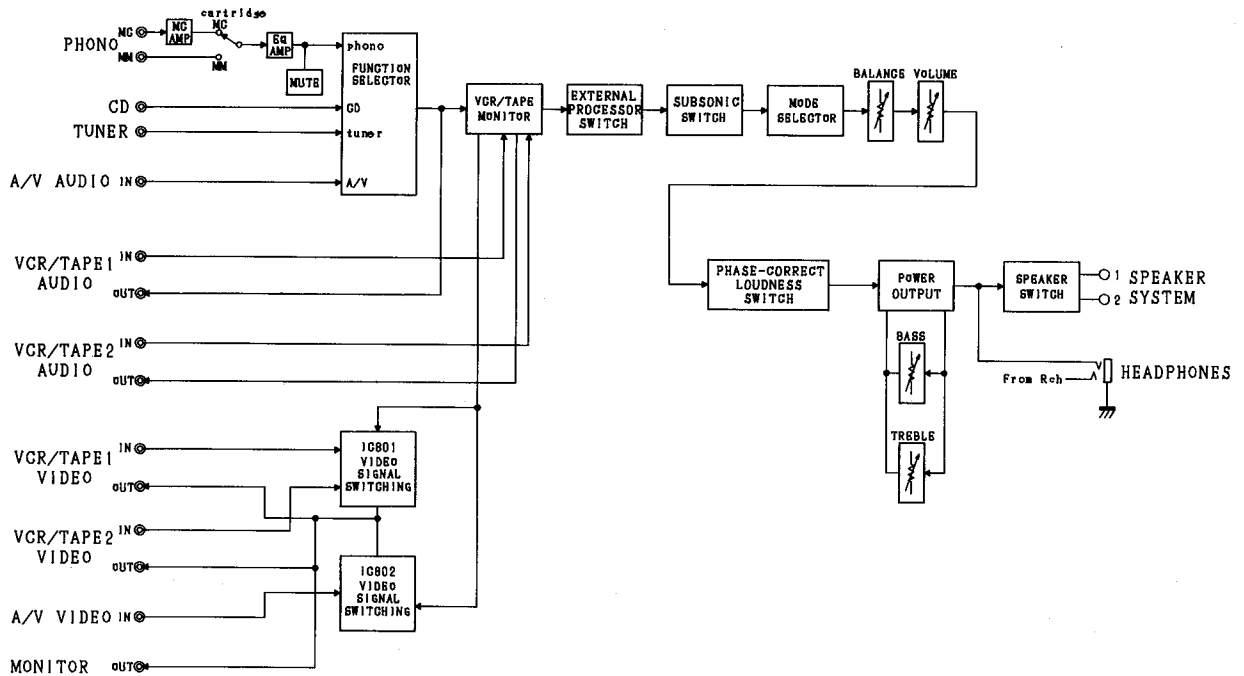 cartridge
PHONO
MC
MC
AMP
MC
MM
MM
EQ
AMP
MUTE
phono
FUNCTION
SELECTOR
CD
CD
TUNER
tuner
A/V AUDIO IN
A/V
VCR/TAPE
MONITOR
EXTERNAL
PROCESSOR
SWITCH
SUBSONIC
SWITCH
MODE
SELECTOR
BALANCE
VOLUME
VCR/TAPE1
AUDIO
IN
OUT
PHASE-CORRECT
LOUDNESS
SWITCH
POWER
OUTPUT
SPEAKER
SWITCH
1
2
SPEAKER
SYSTEM
VCR/TAPE2
AUDIO
IN
OUT
BASS
TREBLE
From Rch
HEADPHONES
VCR/TAPE1
VIDEO
IN
OUT
IC801
VIDEO
SIGNAL
SWITCHING
VCR/TAPE2
VIDEO
IN
OUT
IC802
VIDEO
SIGNAL
SWITCHING
A/V VIDEO IN
MONITOR OUT